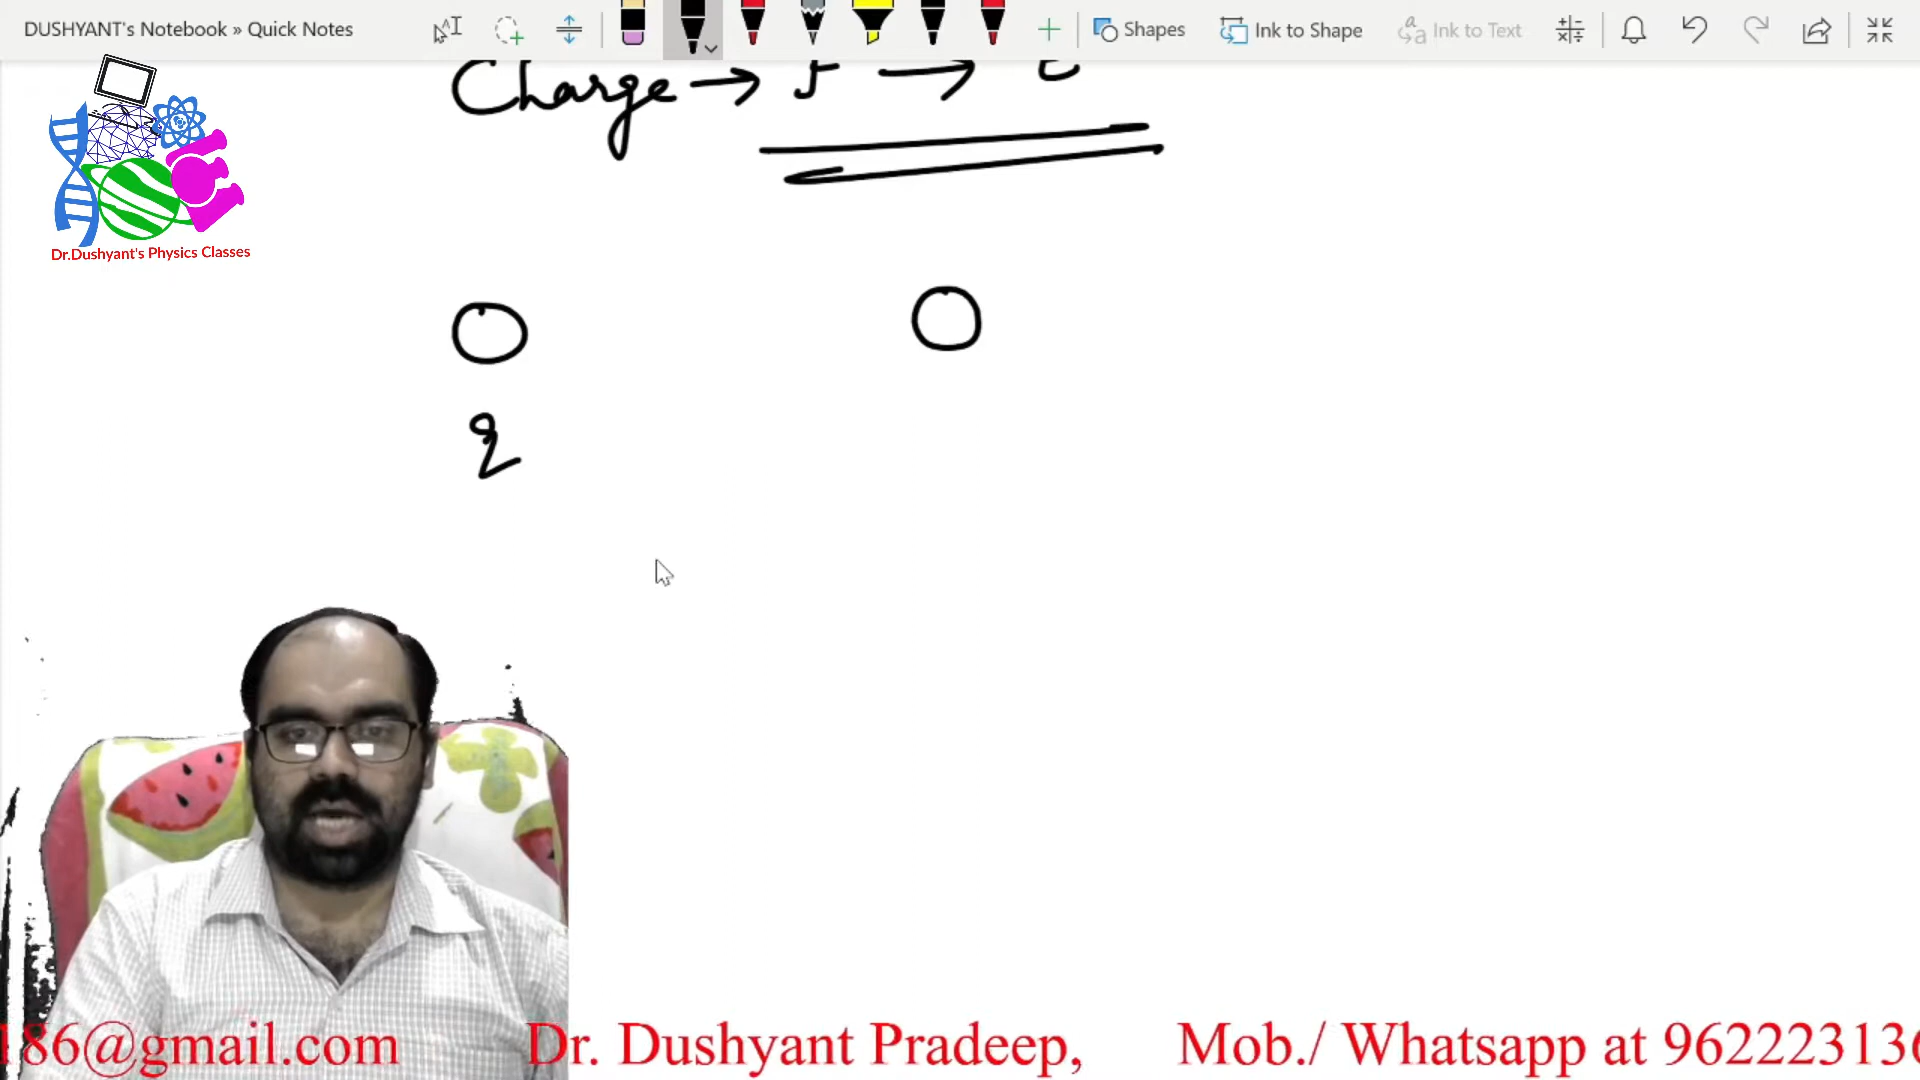 DUSHYANT's Notebook » Quick Notes
Shapes
Ink to Shape
Ink to Text
Charge → F →
Dr.Dushyant's Physics Classes
q
186@gmail.com Dr. Dushyant Pradeep, Mob./ Whatsapp at 962223136